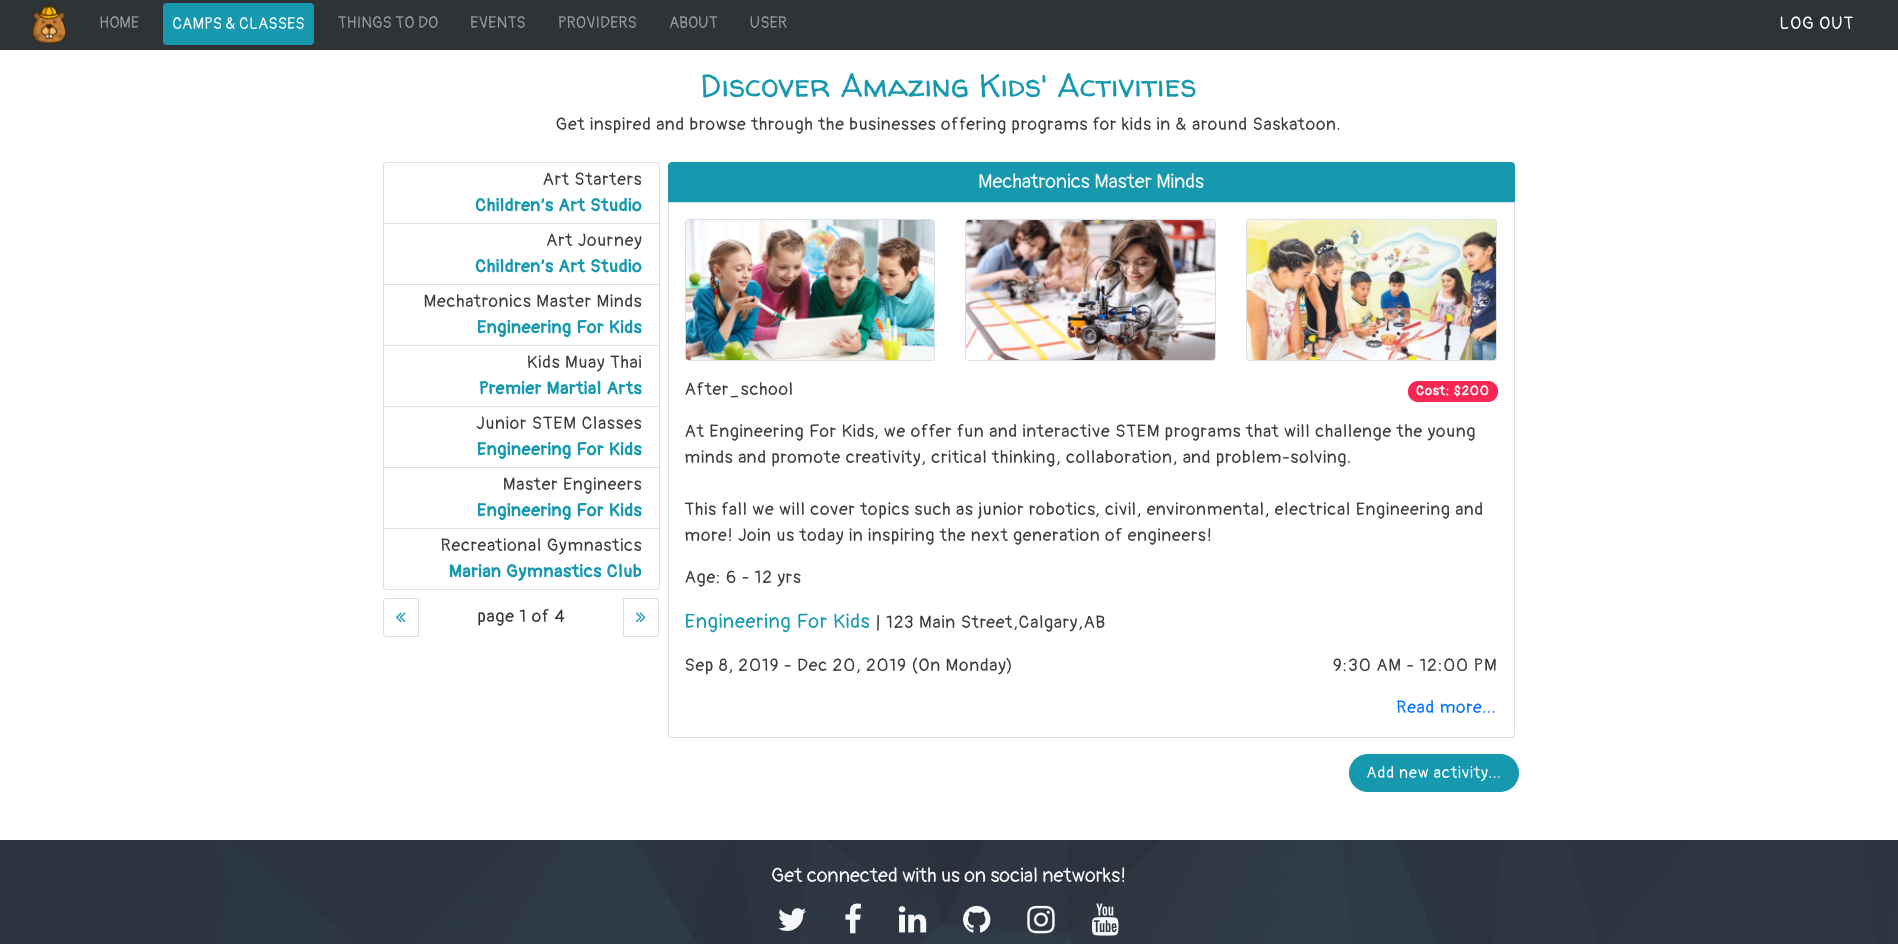 HOME CAMPS & CLASSES THINGS TO DO EVENTS PROVIDERS ABOUT USER LOG OUT
Discover Amazing Kids' Activities
Get inspired and browse through the businesses offering programs for kids in & around Saskatoon.
Art Starters
Children's Art Studio
Art Journey
Children's Art Studio
Mechatronics Master Minds
Engineering For Kids
Kids Muay Thai
Premier Martial Arts
Junior STEM Classes
Engineering For Kids
Master Engineers
Engineering For Kids
Recreational Gymnastics
Marian Gymnastics Club
« page 1 of 4 »
Mechatronics Master Minds
After_school Cost: $200
At Engineering For Kids, we offer fun and interactive STEM programs that will challenge the young
minds and promote creativity, critical thinking, collaboration, and problem-solving.
This fall we will cover topics such as junior robotics, civil, environmental, electrical Engineering and
more! Join us today in inspiring the next generation of engineers!
Age: 6 - 12 yrs
Engineering For Kids | 123 Main Street,Calgary,AB
Sep 8, 2019 - Dec 20, 2019 (On Monday) 9:30 AM - 12:00 PM
Read more...
Add new activity...
Get connected with us on social networks!
You
Tube